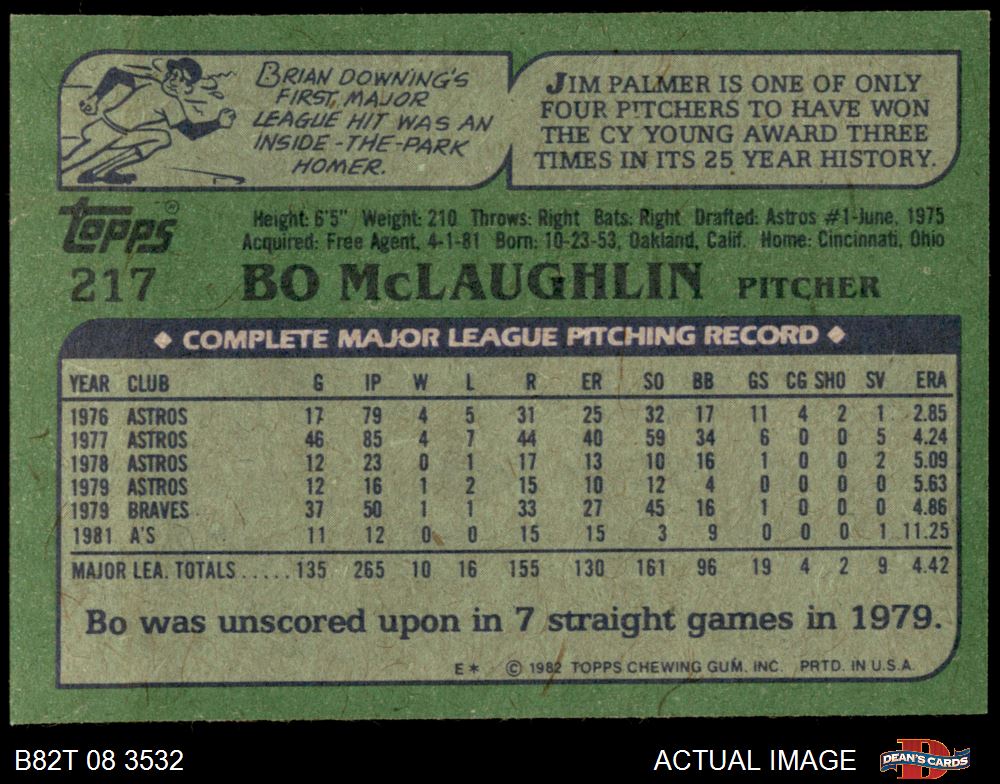 BRIAN DOWNING'S
FIRST MAJOR
LEAGUE HIT WAS AN
INSIDE-THE-PARK
HOMER.
JIM PALMER IS ONE OF ONLY
FOUR PITCHERS TO HAVE WON
THE CY YOUNG AWARD THREE
TIMES IN ITS 25 YEAR HISTORY.
topps®
217
Height: 6'5" Weight: 210 Throws: Right Bats: Right Drafted: Astros #1-June, 1975
Acquired: Free Agent, 4-1-81 Born: 10-23-53, Oakland, Calif. Home: Cincinnati, Ohio
BO McLAUGHLIN PITCHER
◆ COMPLETE MAJOR LEAGUE PITCHING RECORD ◆
YEAR CLUB G IP W L R ER SO BB GS CG SHO SV ERA
1976 ASTROS 17 79 4 5 31 25 32 17 11 4 2 1 2.85
1977 ASTROS 46 85 4 7 44 40 59 34 6 0 0 5 4.24
1978 ASTROS 12 23 0 1 17 13 10 16 1 0 0 2 5.09
1979 ASTROS 12 16 1 2 15 10 12 4 0 0 0 0 5.63
1979 BRAVES 37 50 1 1 33 27 45 16 1 0 0 0 4.86
1981 A'S 11 12 0 0 15 15 3 9 0 0 0 1 11.25
MAJOR LEA. TOTALS.....135 265 10 16 155 130 161 96 19 4 2 9 4.42
Bo was unscored upon in 7 straight games in 1979.
E* © 1982 TOPPS CHEWING GUM, INC. PRTD. IN U.S.A.
B82T 08 3532
ACTUAL IMAGE
D
DEAN'S CARDS